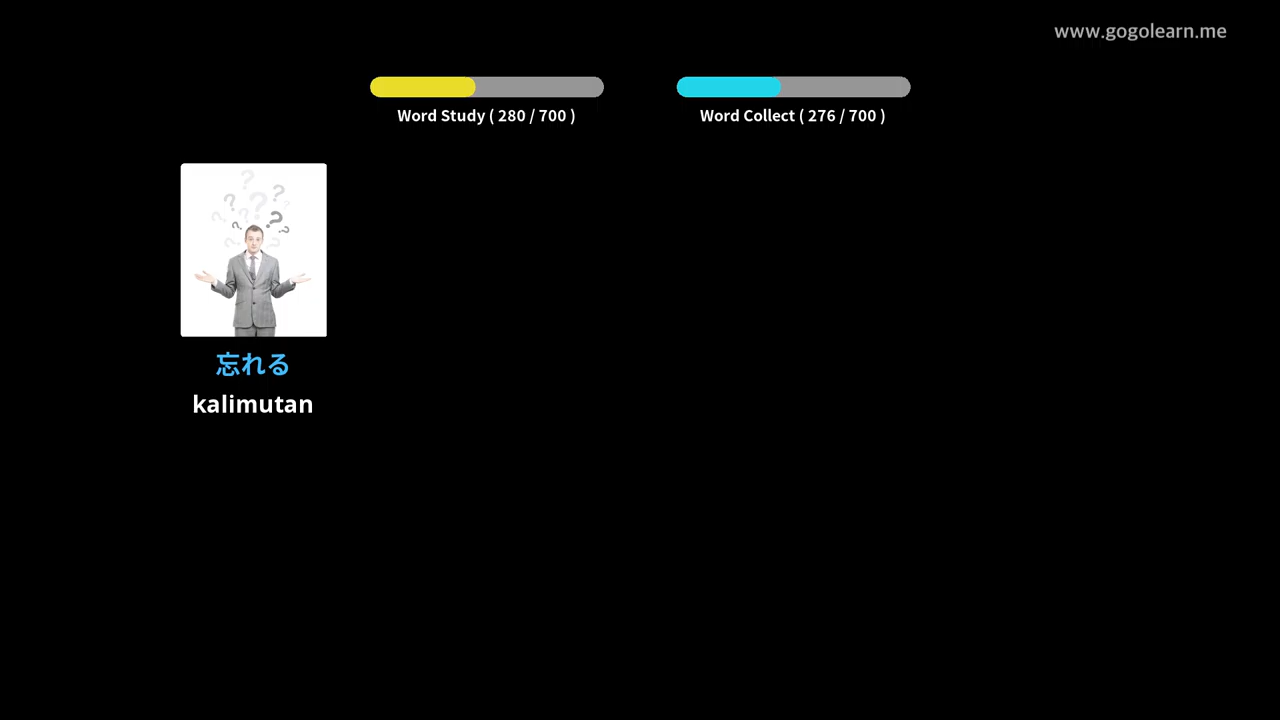 www.gogolearn.me
Word Study ( 280 / 700 )
Word Collect ( 276 / 700 )
忘れる
kalimutan